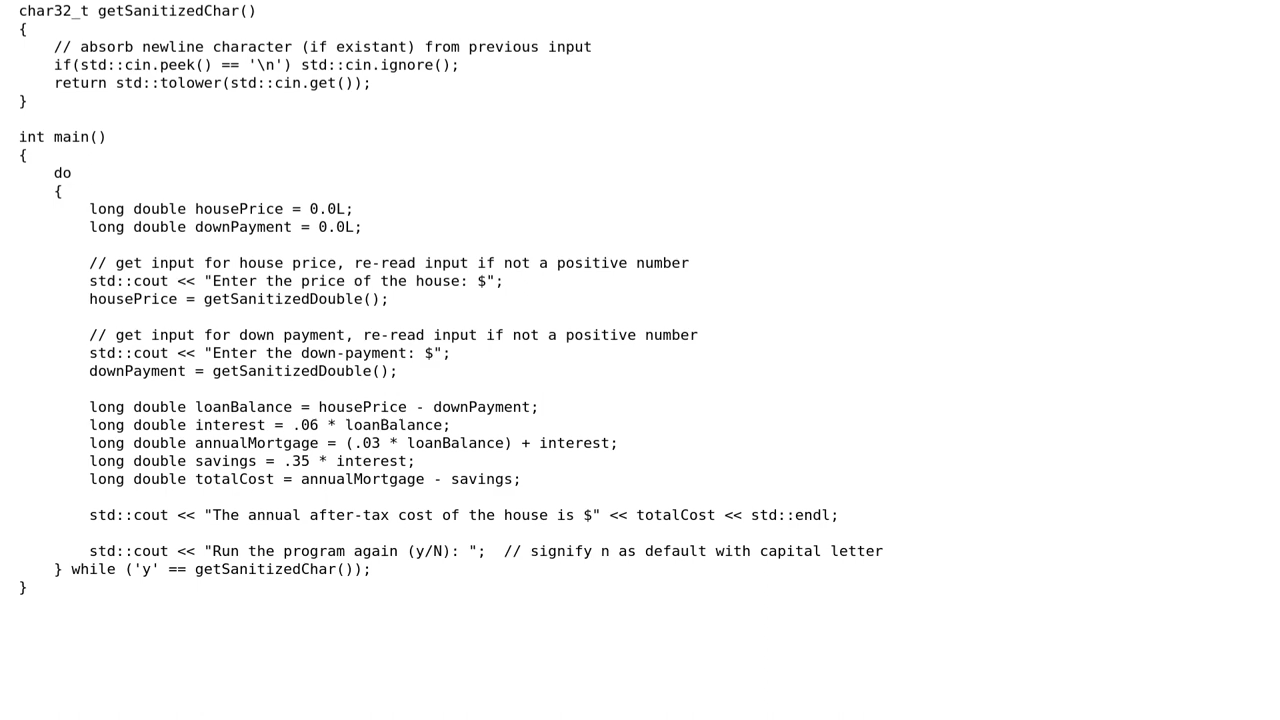 char32_t getSanitizedChar()
{
    // absorb newline character (if existant) from previous input
    if(std::cin.peek() == '\n') std::cin.ignore();
    return std::tolower(std::cin.get());
}

int main()
{
    do
    {
        long double housePrice = 0.0L;
        long double downPayment = 0.0L;

        // get input for house price, re-read input if not a positive number
        std::cout << "Enter the price of the house: $";
        housePrice = getSanitizedDouble();

        // get input for down payment, re-read input if not a positive number
        std::cout << "Enter the down-payment: $";
        downPayment = getSanitizedDouble();

        long double loanBalance = housePrice - downPayment;
        long double interest = .06 * loanBalance;
        long double annualMortgage = (.03 * loanBalance) + interest;
        long double savings = .35 * interest;
        long double totalCost = annualMortgage - savings;

        std::cout << "The annual after-tax cost of the house is $" << totalCost << std::endl;

        std::cout << "Run the program again (y/N): ";  // signify n as default with capital letter
    } while ('y' == getSanitizedChar());
}